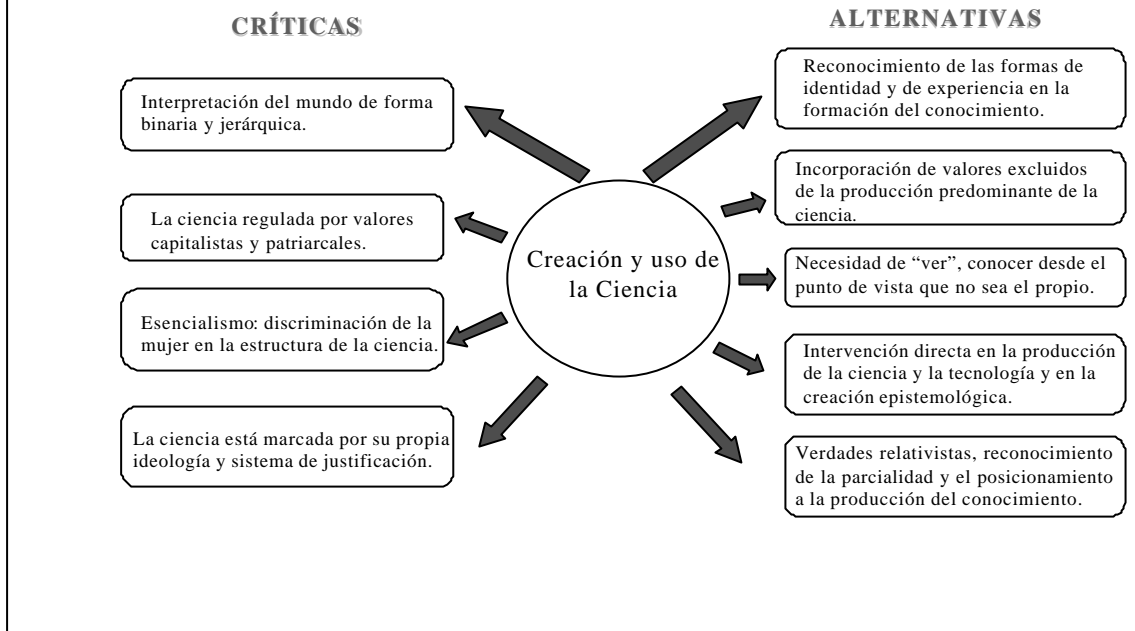 CRÍTICAS
Interpretación del mundo de forma
binaria y jerárquica.
La ciencia regulada por valores
capitalistas y patriarcales.
Esencialismo: discriminación de la
mujer en la estructura de la ciencia.
La ciencia está marcada por su propia
ideología y sistema de justificación.
Creación y uso de
la Ciencia
ALTERNATIVAS
Reconocimiento de las formas de
identidad y de experiencia en la
formación del conocimiento.
Incorporación de valores excluidos
de la producción predominante de la
ciencia.
Necesidad de “ver”, conocer desde el
punto de vista que no sea el propio.
Intervención directa en la producción
de la ciencia y la tecnología y en la
creación epistemológica.
Verdades relativistas, reconocimiento
de la parcialidad y el posicionamiento
a la producción del conocimiento.